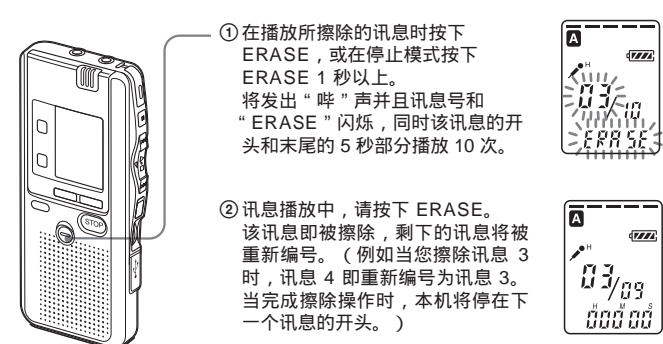 ①在播放所擦除的讯息时按下
ERASE，或在停止模式按下
ERASE 1 秒以上。
将发出“哔”声并且讯息号和
“ERASE”闪烁，同时该讯息的开
头和末尾的 5 秒部分播放 10 次。
A
H
03/10
ERASE
STOP
②讯息播放中，请按下 ERASE。
该讯息即被擦除，剩下的讯息将被
重新编号。（例如当您擦除讯息 3
时，讯息 4 即重新编号为讯息 3。
当完成擦除操作时，本机将停在下
一个讯息的开头。）
A
H
03/09
H M S
000 00